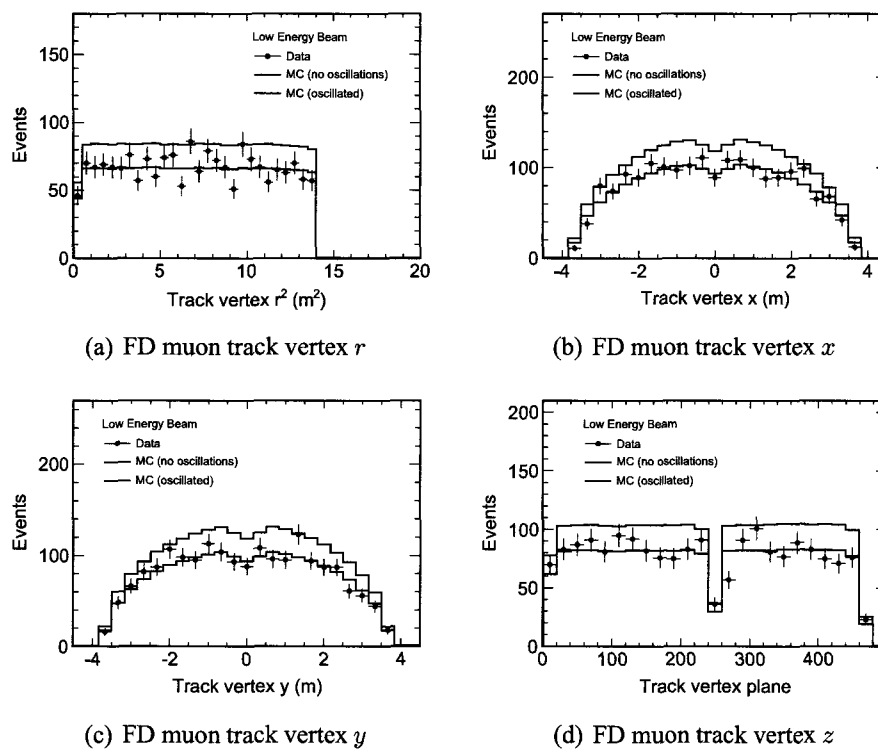 Low Energy Beam
Data
MC (no oscillations)
MC (oscillated)
Events
150
100
50
0
0 5 10 15 20
Track vertex r² (m²)
(a) FD muon track vertex r
Low Energy Beam
Data
MC (no oscillations)
MC (oscillated)
Events
200
100
0
-4 -2 0 2 4
Track vertex x (m)
(b) FD muon track vertex x
Low Energy Beam
Data
MC (no oscillations)
MC (oscillated)
Events
200
100
0
-4 -2 0 2 4
Track vertex y (m)
(c) FD muon track vertex y
Low Energy Beam
Data
MC (no oscillations)
MC (oscillated)
Events
200
150
100
50
0
0 100 200 300 400
Track vertex plane
(d) FD muon track vertex z